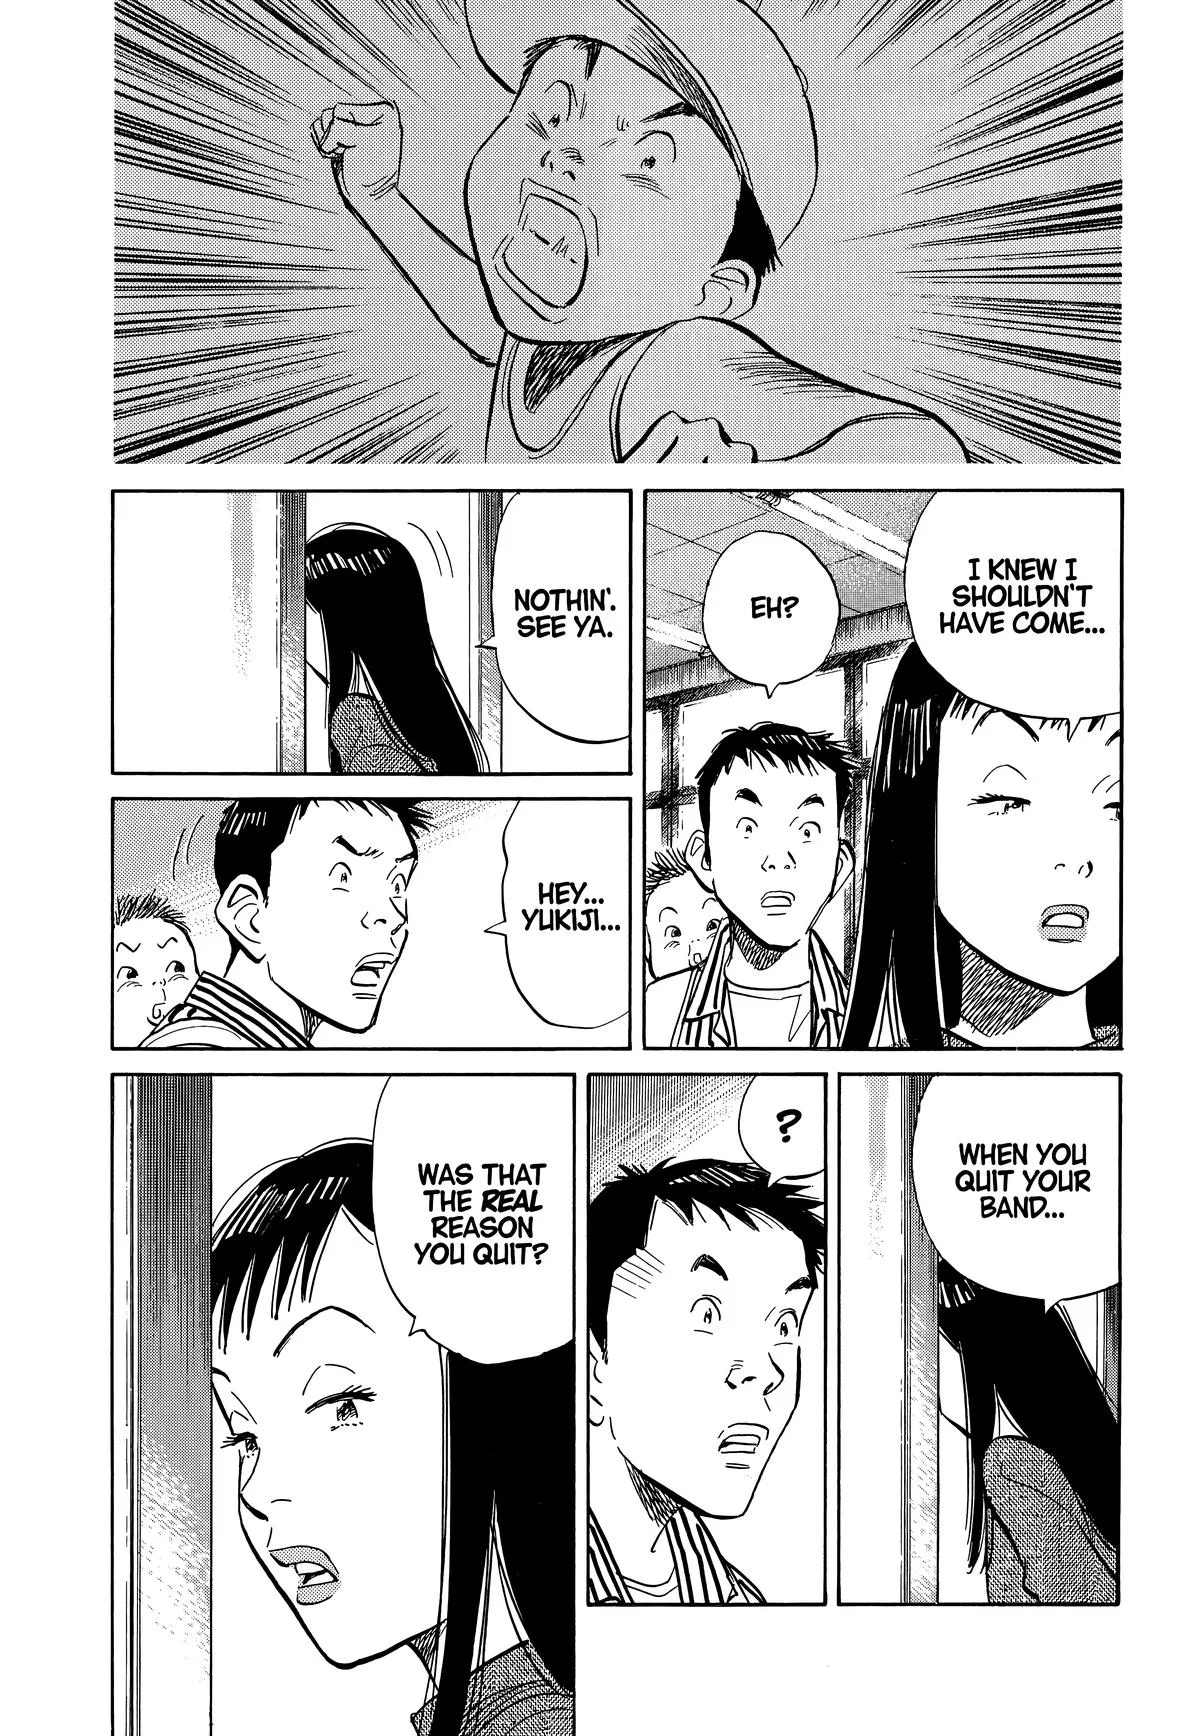 I KNEW I
SHOULDN'T
HAVE COME...
EH?
NOTHIN'.
SEE YA.
HEY...
YUKIJI...
WHEN YOU
QUIT YOUR
BAND...
?
WAS THAT
THE REAL
REASON
YOU QUIT?